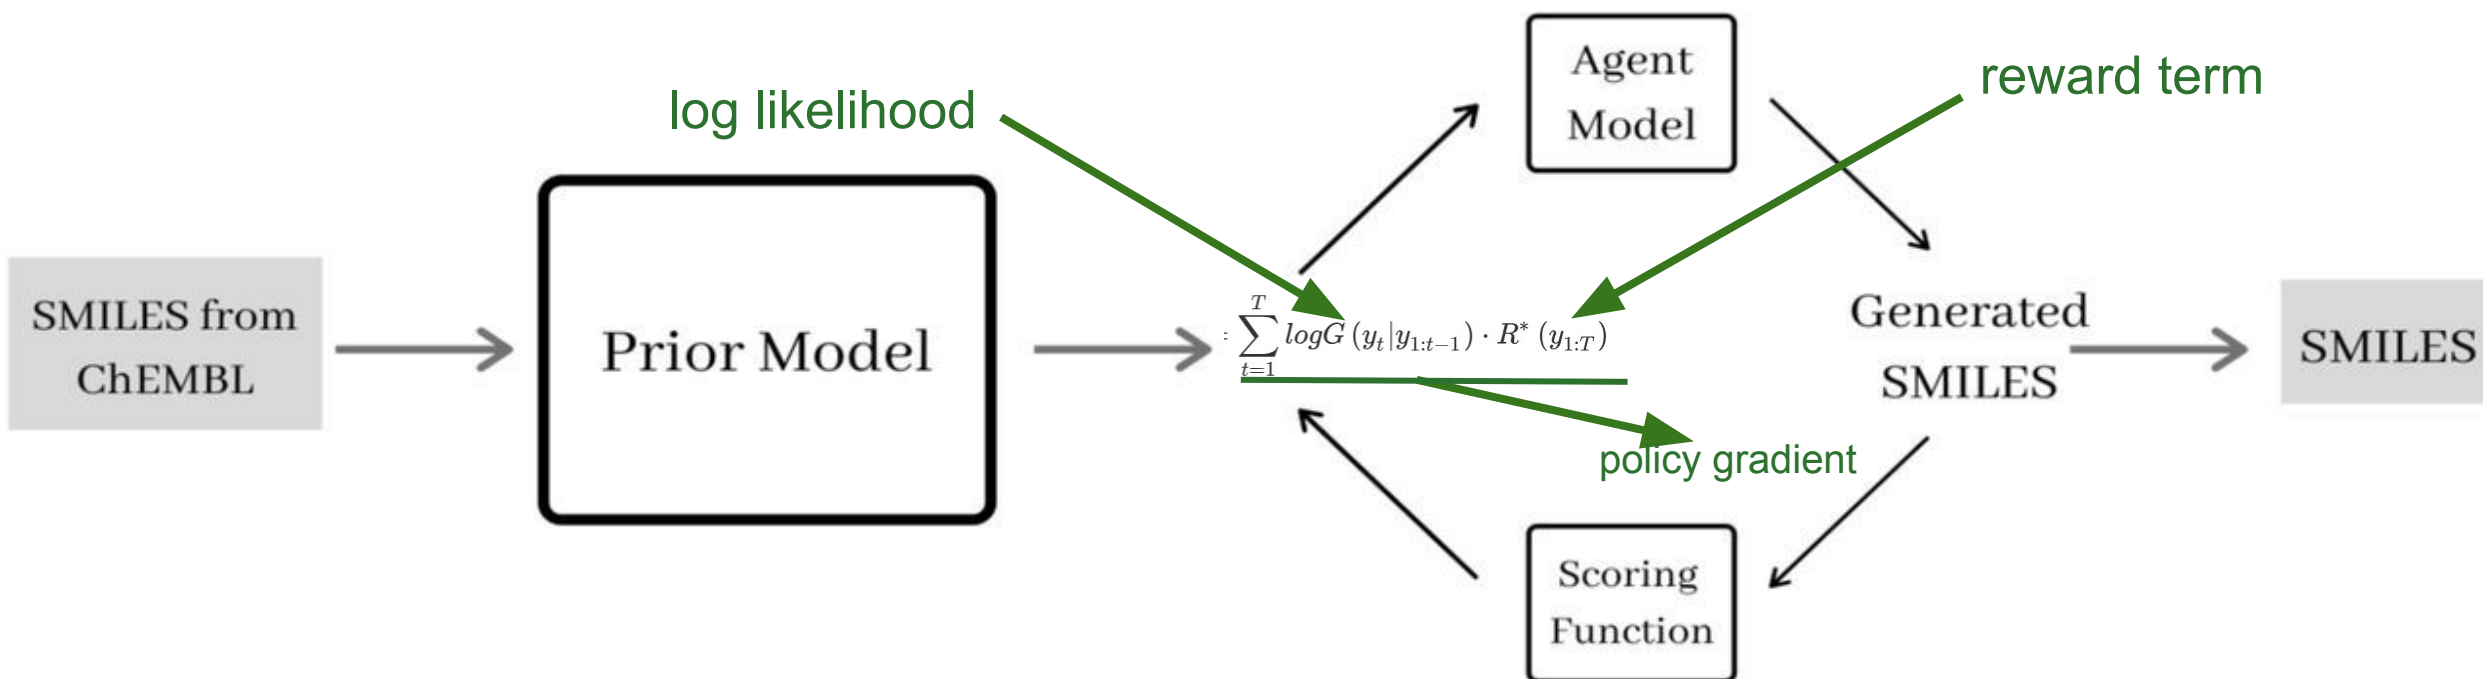 log likelihood
Agent
Model
reward term
SMILES from
ChEMBL
Prior Model
: \sum_{t=1}^{T} logG (y_t|y_{1:t-1}) · R^* (y_{1:T})
Generated
SMILES
SMILES
policy gradient
Scoring
Function